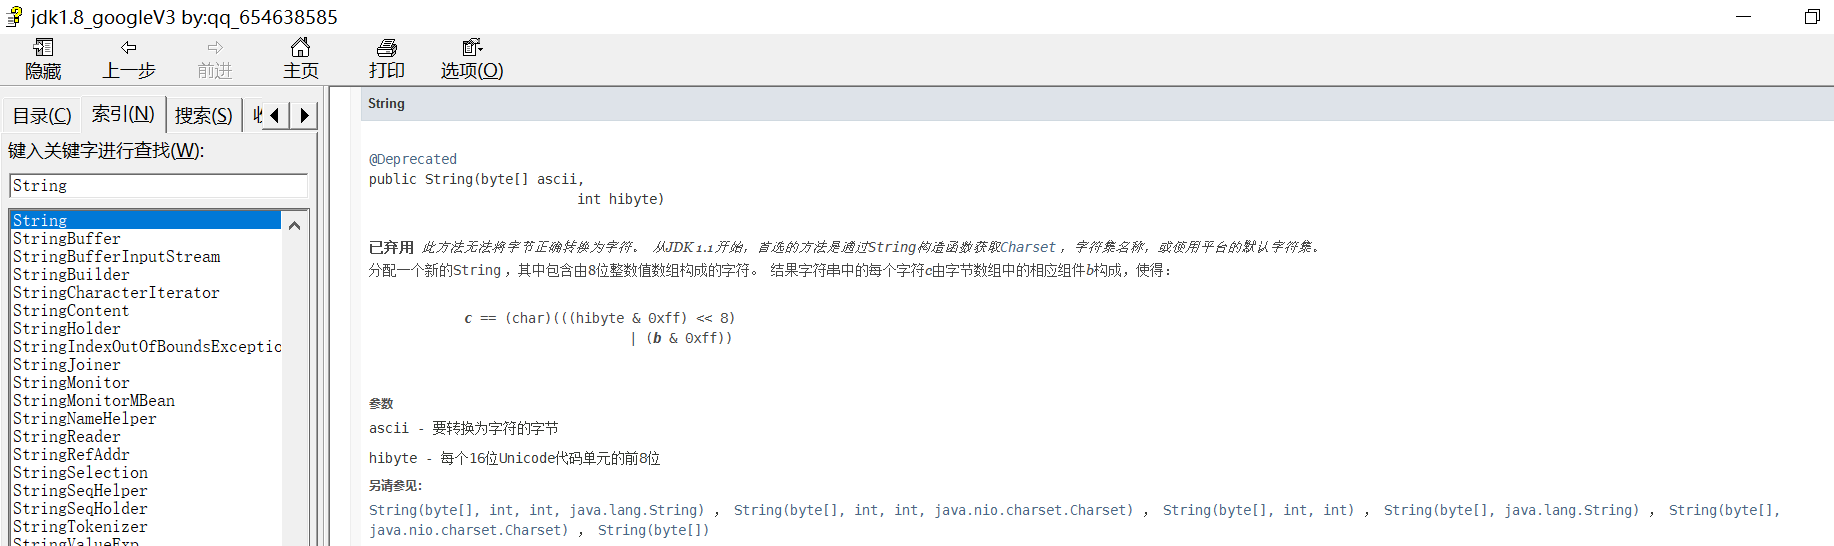 jdk1.8_googleV3 by:qq_654638585
隐藏 上一步 前进 主页 打印 选项(O)
目录(C) 索引(N) 搜索(S)
键入关键字进行查找(W):
String
String
StringBuffer
StringBufferInputStream
StringBuilder
StringCharacterIterator
StringContent
StringHolder
StringIndexOutOfBoundsExceptio
StringJoiner
StringMonitor
StringMonitorMBean
StringNameHelper
StringReader
StringRefAddr
StringSelection
StringSeqHelper
StringSeqHolder
StringTokenizer
StringValueExp
String
@Deprecated
public String(byte[] ascii,
int hibyte)
已弃用 此方法无法将字节正确转换为字符。 从JDK 1.1开始，首选的方法是通过String构造函数获取Charset ，字符集名称，或使用平台的默认字符集。
分配一个新的String ，其中包含由8位整数值数组构成的字符。 结果字符串中的每个字符c由字节数组中的相应组件b构成，使得：
c == (char)(((hibyte & 0xff) << 8)
| (b & 0xff))
参数
ascii - 要转换为字符的字节
hibyte - 每个16位Unicode代码单元的前8位
另请参见：
String(byte[], int, int, java.lang.String) ， String(byte[], int, int, java.nio.charset.Charset) ， String(byte[], int, int) ， String(byte[], java.lang.String) ， String(byte[],
java.nio.charset.Charset) ， String(byte[])